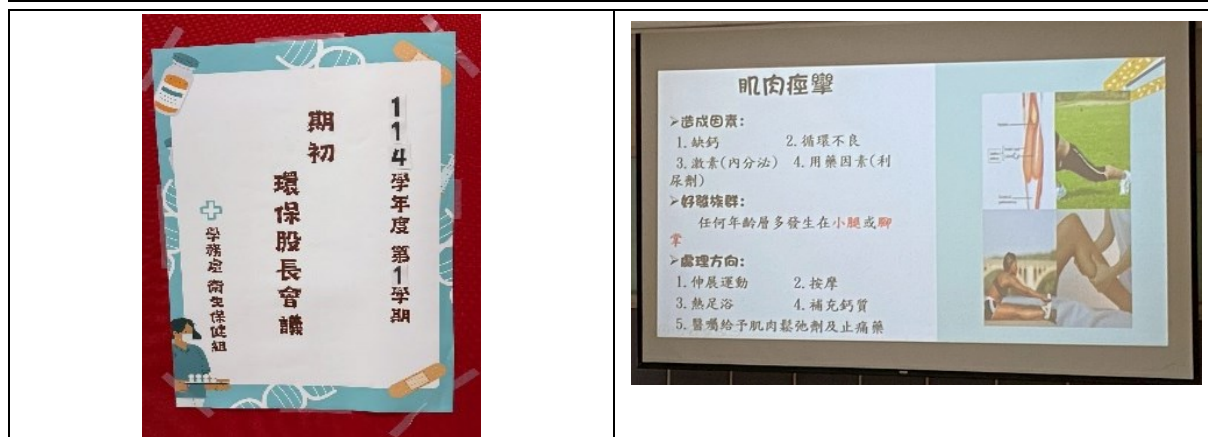 114學年度 第1學期
期初
環保股長會議
學務處 衛生保健組
肌肉痙攣
➢造成因素：
1.缺鈣 2.循環不良
3.激素(內分泌) 4.用藥因素(利
尿劑)
➢好發族群：
任何年齡層多發生在小腿或腳
掌
➢處理方向：
1.伸展運動 2.按摩
3.熱足浴 4.補充鈣質
5.醫囑給予肌肉鬆弛劑及止痛藥